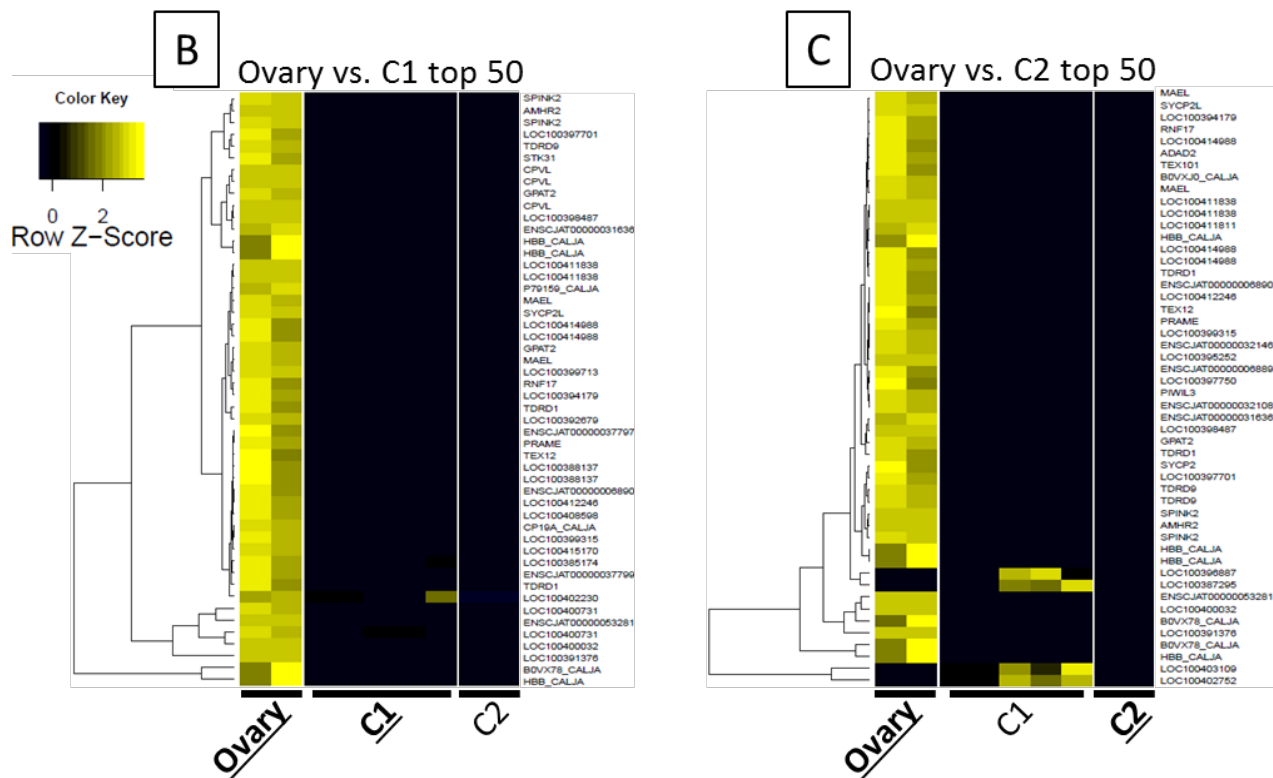 B
Ovary vs. C1 top 50
Color Key
0 2
Row Z-Score
SPINK2
AMHR2
SPINK2
LOC100397701
TDRD9
STK31
CPVL
CPVL
GPAT2
CPVL
LOC100398487
ENSCJAT00000031636
HBB_CALJA
HBB_CALJA
LOC100411838
LOC100411838
P79159_CALJA
MAEL
SYCP2L
LOC100414988
LOC100414988
GPAT2
MAEL
LOC100399713
RNF17
LOC100394179
TDRD1
LOC100392679
ENSCJAT00000037797
PRAME
TEX12
LOC100388137
LOC100388137
ENSCJAT00000006890
LOC100412246
LOC100408598
CP19A_CALJA
LOC100399315
LOC100415170
LOC100385174
ENSCJAT00000037799
TDRD1
LOC100402230
LOC100400731
ENSCJAT00000053281
LOC100400731
LOC100400032
LOC100391376
B0VX78_CALJA
HBB_CALJA
Ovary
C1
C2
C
Ovary vs. C2 top 50
MAEL
SYCP2L
LOC100394179
RNF17
LOC100414988
ADAD2
TEX101
B0VXJ0_CALJA
MAEL
LOC100411838
LOC100411838
LOC100411811
HBB_CALJA
LOC100414988
LOC100414988
TDRD1
ENSCJAT00000006890
LOC100412246
TEX12
PRAME
LOC100399315
ENSCJAT00000032146
LOC100395252
ENSCJAT00000006889
LOC100397750
PIWIL3
ENSCJAT00000032108
ENSCJAT00000031636
LOC100398487
GPAT2
TDRD1
SYCP2
LOC100397701
TDRD9
TDRD9
SPINK2
AMHR2
SPINK2
HBB_CALJA
HBB_CALJA
LOC100396887
LOC100387295
ENSCJAT00000053281
LOC100400032
B0VX78_CALJA
LOC100391376
B0VX78_CALJA
HBB_CALJA
LOC100403109
LOC100402752
Ovary
C1
C2